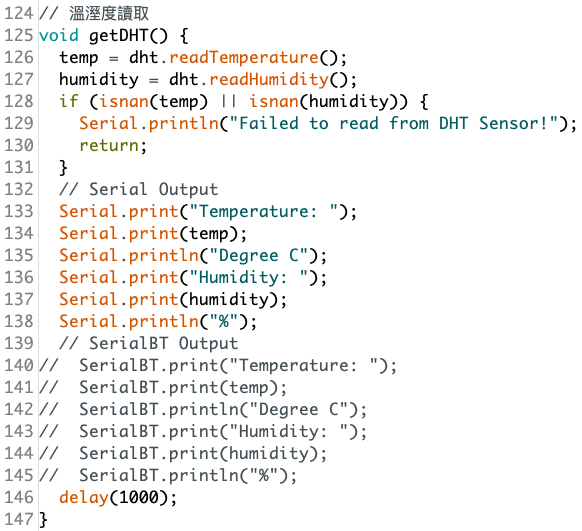 124 // 溫溼度讀取
125 void getDHT() {
126   temp = dht.readTemperature();
127   humidity = dht.readHumidity();
128   if (isnan(temp) || isnan(humidity)) {
129     Serial.println("Failed to read from DHT Sensor!");
130     return;
131   }
132   // Serial Output
133   Serial.print("Temperature: ");
134   Serial.print(temp);
135   Serial.println("Degree C");
136   Serial.print("Humidity: ");
137   Serial.print(humidity);
138   Serial.println("%");
139   // SerialBT Output
140 //  SerialBT.print("Temperature: ");
141 //  SerialBT.print(temp);
142 //  SerialBT.println("Degree C");
143 //  SerialBT.print("Humidity: ");
144 //  SerialBT.print(humidity);
145 //  SerialBT.println("%");
146   delay(1000);
147 }